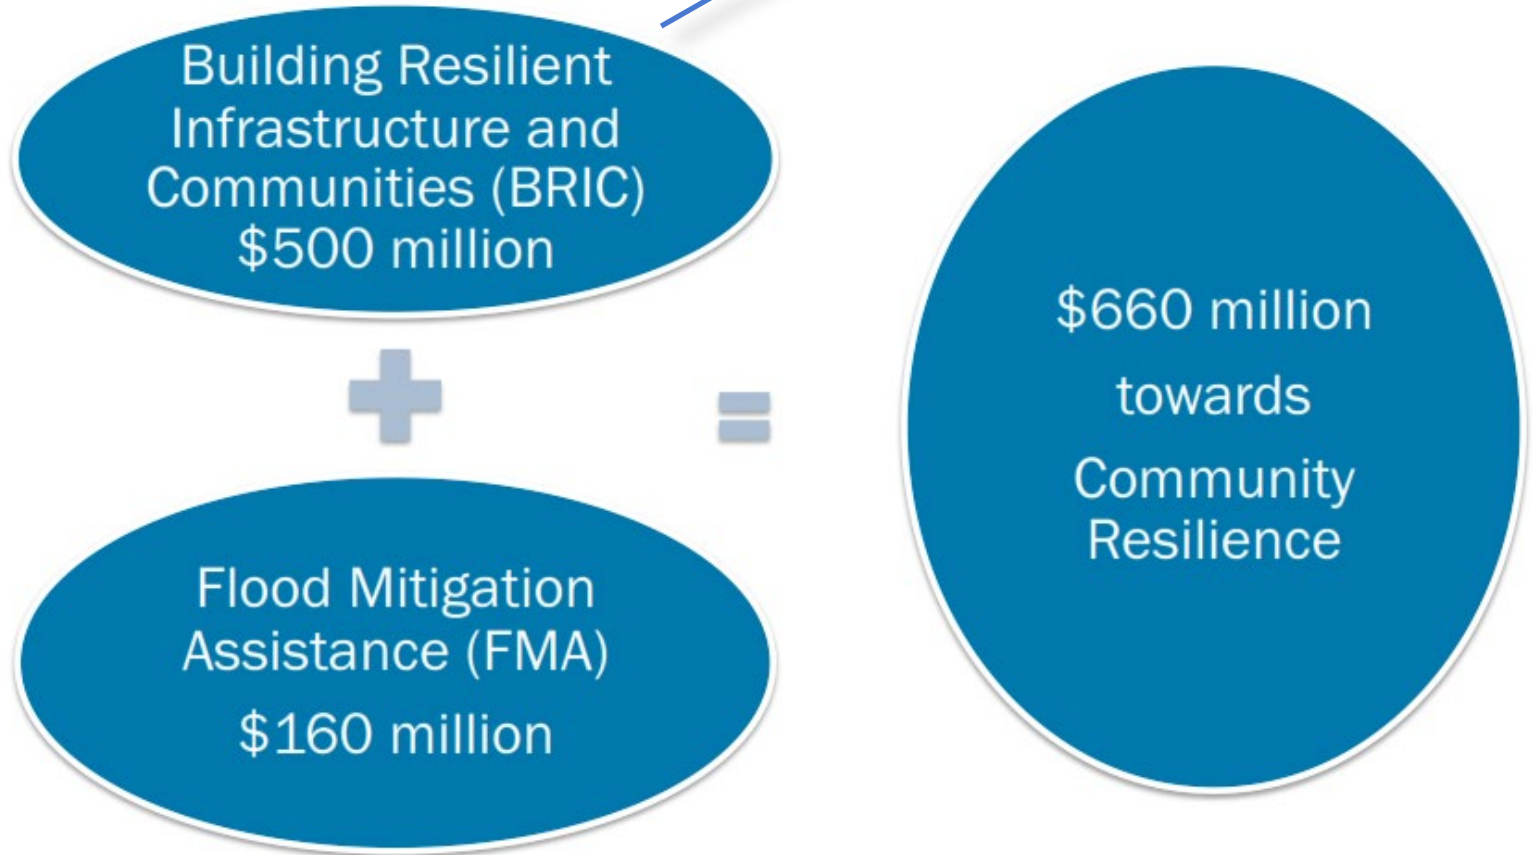 Building Resilient
Infrastructure and
Communities (BRIC)
$500 million
Flood Mitigation
Assistance (FMA)
$160 million
$660 million
towards
Community
Resilience